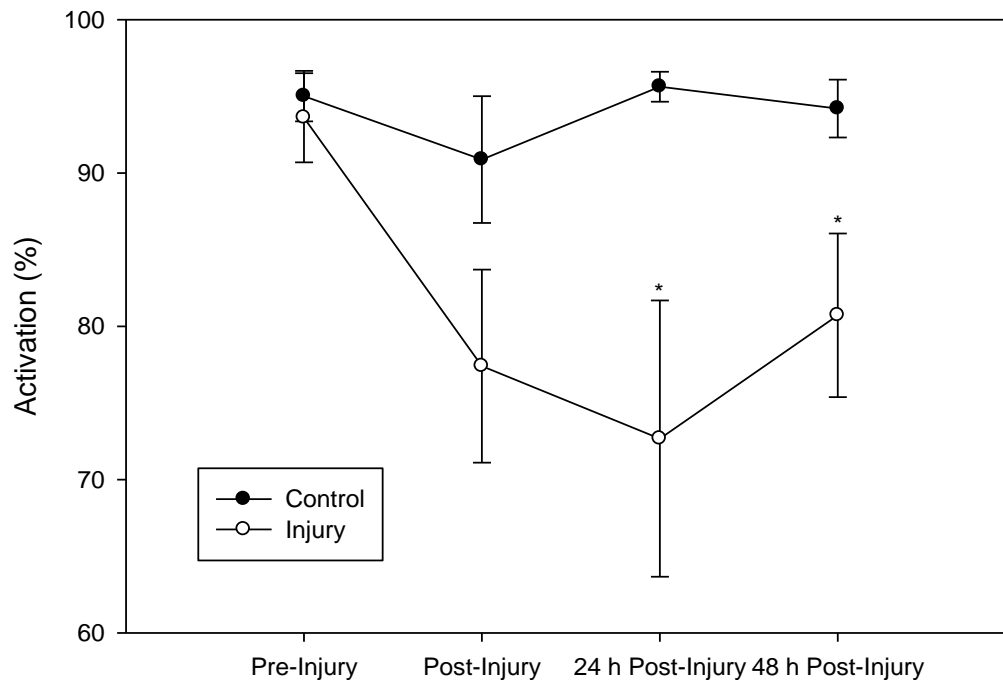 100
90
80
70
60
Activation (%)
*
*
Control
Injury
Pre-Injury
Post-Injury
24 h Post-Injury
48 h Post-Injury